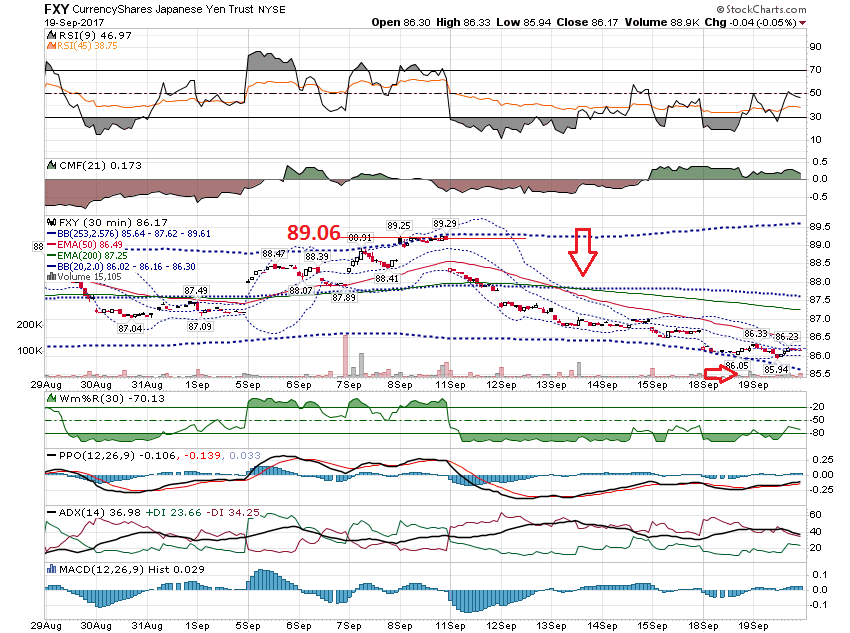 FXY CurrencyShares Japanese Yen Trust NYSE
© StockCharts.com
19-Sep-2017
Open 86.30 High 86.33 Low 85.94 Close 86.17 Volume 88.9K Chg -0.04 (-0.05%)
RSI(9) 46.97
RSI(45) 38.75
90
70
50
30
10
CMF(21) 0.173
0.5
0.0
-0.5
FXY (30 min) 86.17
BB(253,2.576) 85.64 - 87.62 - 89.61
EMA(50) 86.49
EMA(200) 87.25
BB(20,2.0) 86.02 - 86.16 - 86.30
Volume 15,105
88
89.06
89.25
89.29
88.47
88.39
88.41
88.07
87.89
87.49
87.04
87.09
86.33
86.23
86.05
85.94
89.5
89.0
88.5
88.0
87.5
87.0
86.5
86.0
85.5
200K
100K
29Aug 30Aug 31Aug 1Sep 5Sep 6Sep 7Sep 8Sep 11Sep 12Sep 13Sep 14Sep 15Sep 18Sep 19Sep
Wm%R(30) -70.13
-20
-50
-80
PPO(12,26,9) -0.106, -0.139, 0.033
0.25
0.00
-0.25
ADX(14) 36.98 +DI 23.66 -DI 34.25
60
40
20
MACD(12,26,9) Hist 0.029
0.1
0.0
-0.1
29Aug 30Aug 31Aug 1Sep 5Sep 6Sep 7Sep 8Sep 11Sep 12Sep 13Sep 14Sep 15Sep 18Sep 19Sep